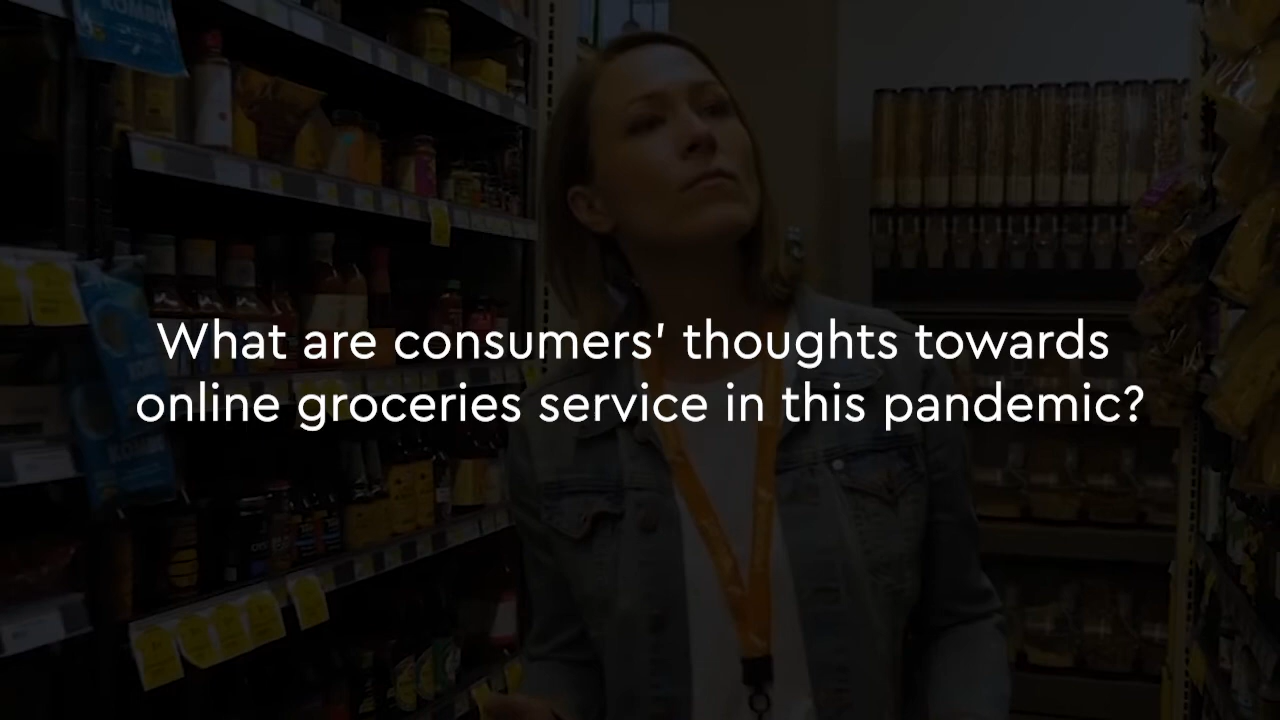 What are consumers' thoughts towards
online groceries service in this pandemic?